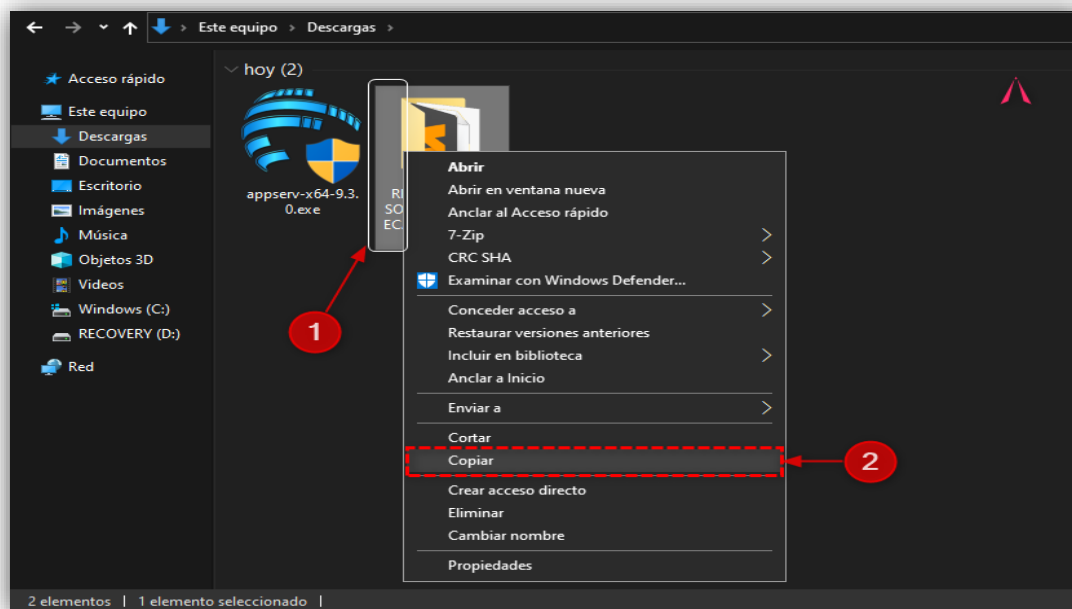 Este equipo > Descargas >
Acceso rápido
Este equipo
Descargas
Documentos
Escritorio
Imágenes
Música
Objetos 3D
Videos
Windows (C:)
RECOVERY (D:)
Red
hoy (2)
appserv-x64-9.3.
0.exe
1
Abrir
Abrir en ventana nueva
Anclar al Acceso rápido
7-Zip
CRC SHA
Examinar con Windows Defender...
Conceder acceso a
Restaurar versiones anteriores
Incluir en biblioteca
Anclar a Inicio
Enviar a
Cortar
Copiar
2
Crear acceso directo
Eliminar
Cambiar nombre
Propiedades
2 elementos | 1 elemento seleccionado |